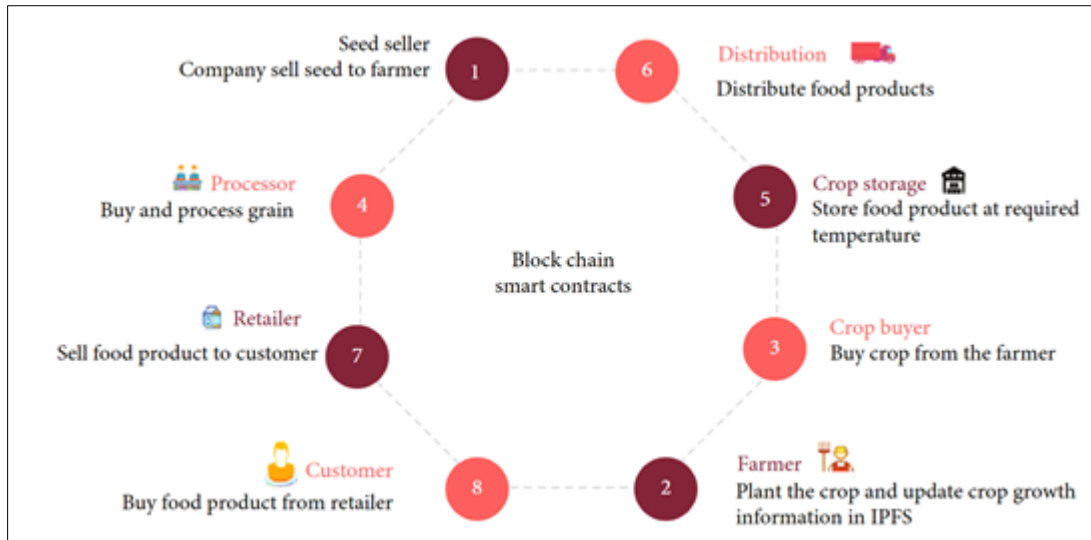 Seed seller
Company sell seed to farmer
1
6
Distribution
Distribute food products
Processor
Buy and process grain
4
5
Crop storage
Store food product at required
temperature
Block chain
smart contracts
Retailer
Sell food product to customer
7
3
Crop buyer
Buy crop from the farmer
Customer
Buy food product from retailer
8
2
Farmer
Plant the crop and update crop growth
information in IPFS